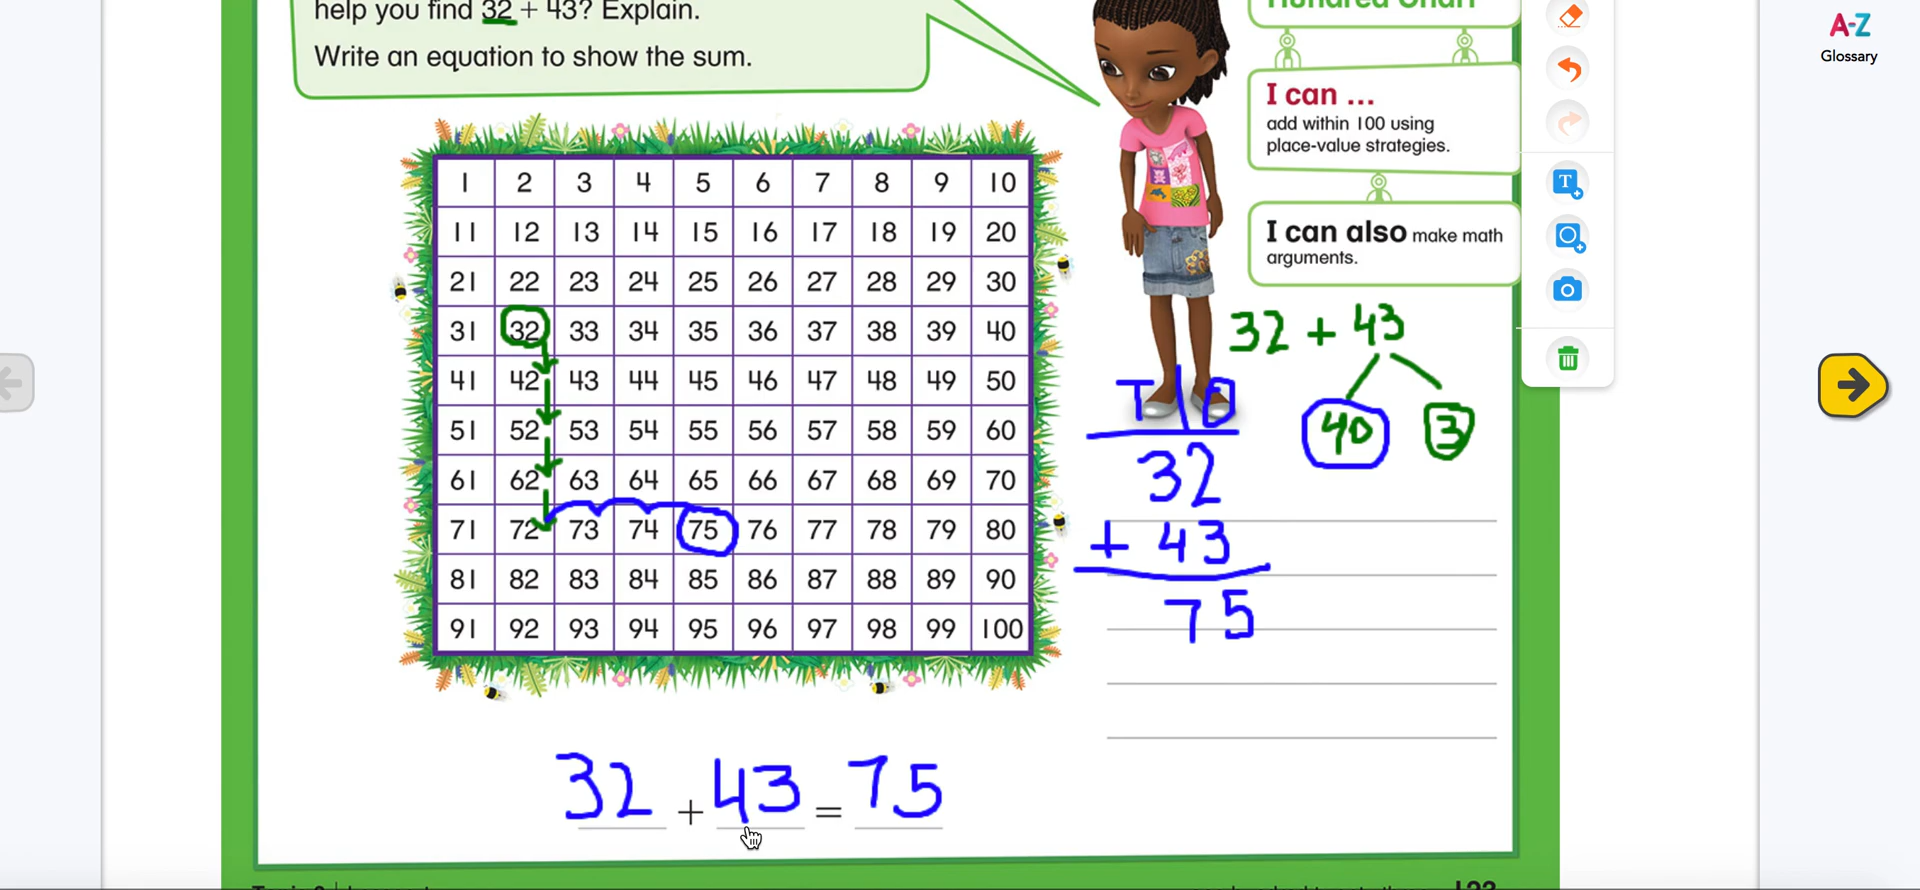 help you find 32 + 43? Explain.
Write an equation to show the sum.
Hundred Chart
I can ...
add within 100 using
place-value strategies.
I can also make math
arguments.
A-Z
Glossary
T
1 2 3 4 5 6 7 8 9 10
11 12 13 14 15 16 17 18 19 20
21 22 23 24 25 26 27 28 29 30
31 32 33 34 35 36 37 38 39 40
41 42 43 44 45 46 47 48 49 50
51 52 53 54 55 56 57 58 59 60
61 62 63 64 65 66 67 68 69 70
71 72 73 74 75 76 77 78 79 80
81 82 83 84 85 86 87 88 89 90
91 92 93 94 95 96 97 98 99 100
32 + 43
40 3
T O
32
+ 43
75
32 + 43 = 75